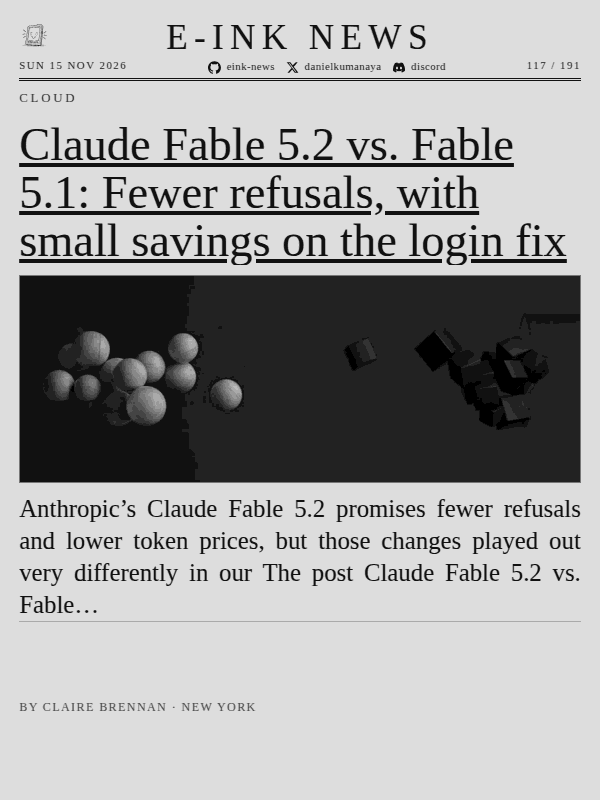 E-INK NEWS
SUN 15 NOV 2026
eink-news danielkumanaya discord
117 / 191
CLOUD
Claude Fable 5.2 vs. Fable
5.1: Fewer refusals, with
small savings on the login fix
Anthropic’s Claude Fable 5.2 promises fewer refusals
and lower token prices, but those changes played out
very differently in our The post Claude Fable 5.2 vs.
Fable…
BY CLAIRE BRENNAN · NEW YORK